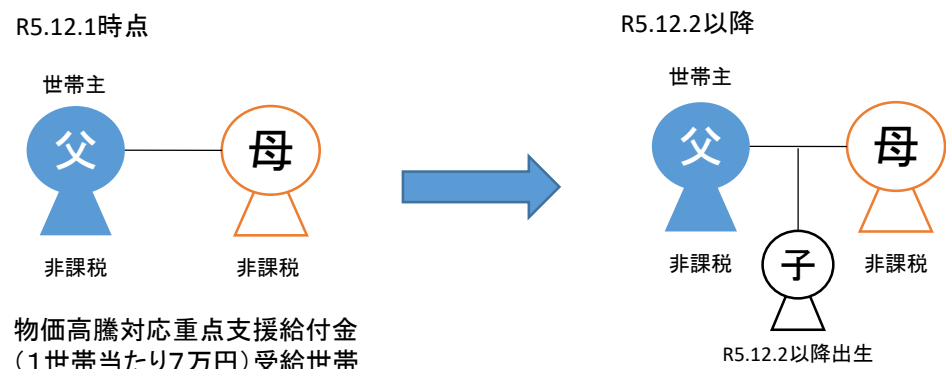 R5.12.1時点
世帯主
父
母
非課税
非課税
物価高騰対応重点支援給付金
(1世帯当たり7万円)受給世帯
R5.12.2以降
世帯主
父
母
非課税
子
非課税
R5.12.2以降出生